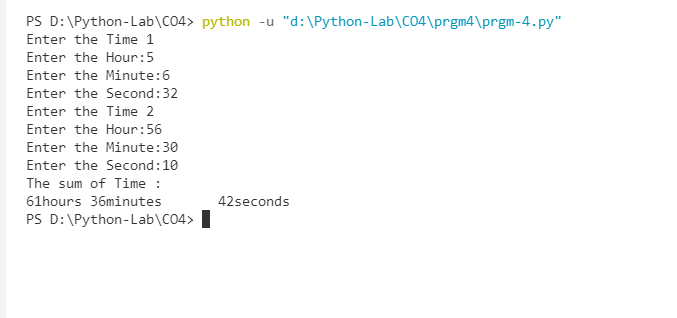 PS D:\Python-Lab\CO4> python -u "d:\Python-Lab\CO4\prgm4\prgm-4.py"
Enter the Time 1
Enter the Hour:5
Enter the Minute:6
Enter the Second:32
Enter the Time 2
Enter the Hour:56
Enter the Minute:30
Enter the Second:10
The sum of Time :
61hours 36minutes       42seconds
PS D:\Python-Lab\CO4>